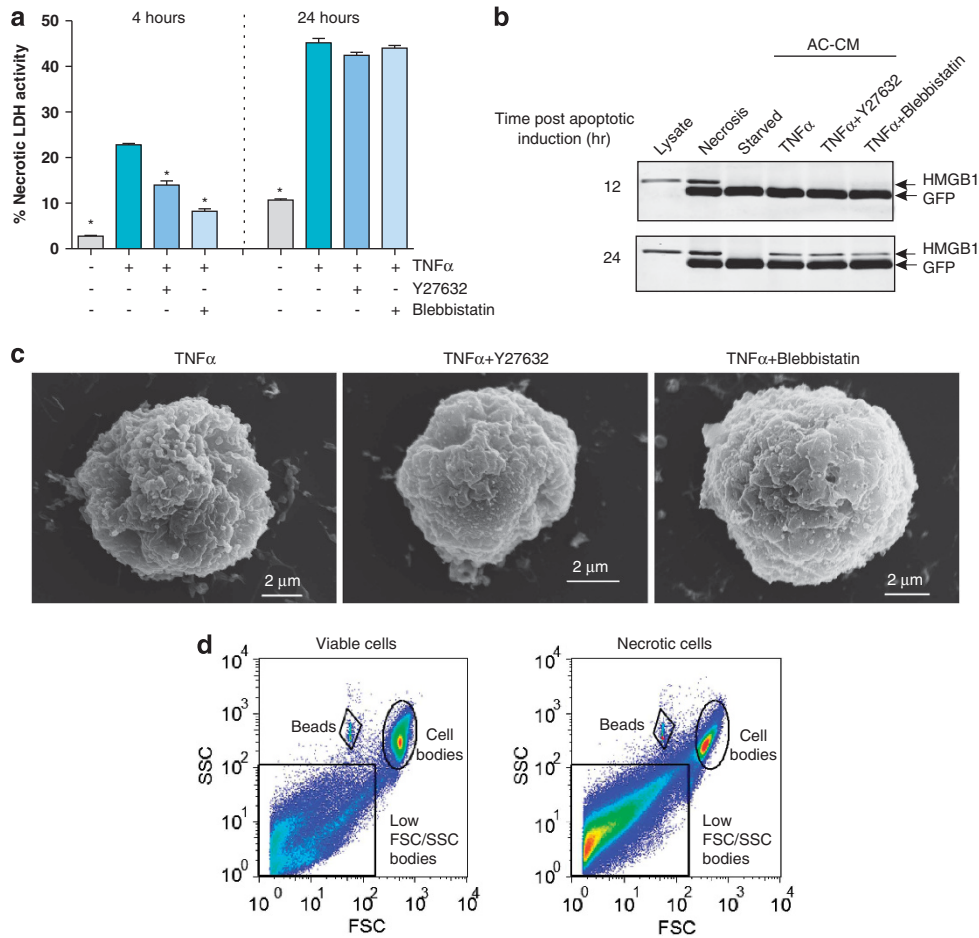 a
4 hours
24 hours
% Necrotic LDH activity
50
40
30
20
10
0
*
*
*
*
- + + + - + + + TNFα
- - + - - - + - Y27632
- - - + - - - + Blebbistatin
b
AC-CM
Time post apoptotic
induction (hr)
Lysate
Necrosis
Starved
TNFα
TNFα+Y27632
TNFα+Blebbistatin
12
HMGB1
GFP
24
HMGB1
GFP
c
TNFα
TNFα+Y27632
TNFα+Blebbistatin
2 μm
2 μm
2 μm
d
Viable cells
SSC
10⁴
10³
10²
10¹
10⁰
Beads
Cell
bodies
Low
FSC/SSC
bodies
10⁰ 10¹ 10² 10³ 10⁴
FSC
Necrotic cells
SSC
10⁴
10³
10²
10¹
10⁰
Beads
Cell
bodies
Low
FSC/SSC
bodies
10⁰ 10¹ 10² 10³ 10⁴
FSC